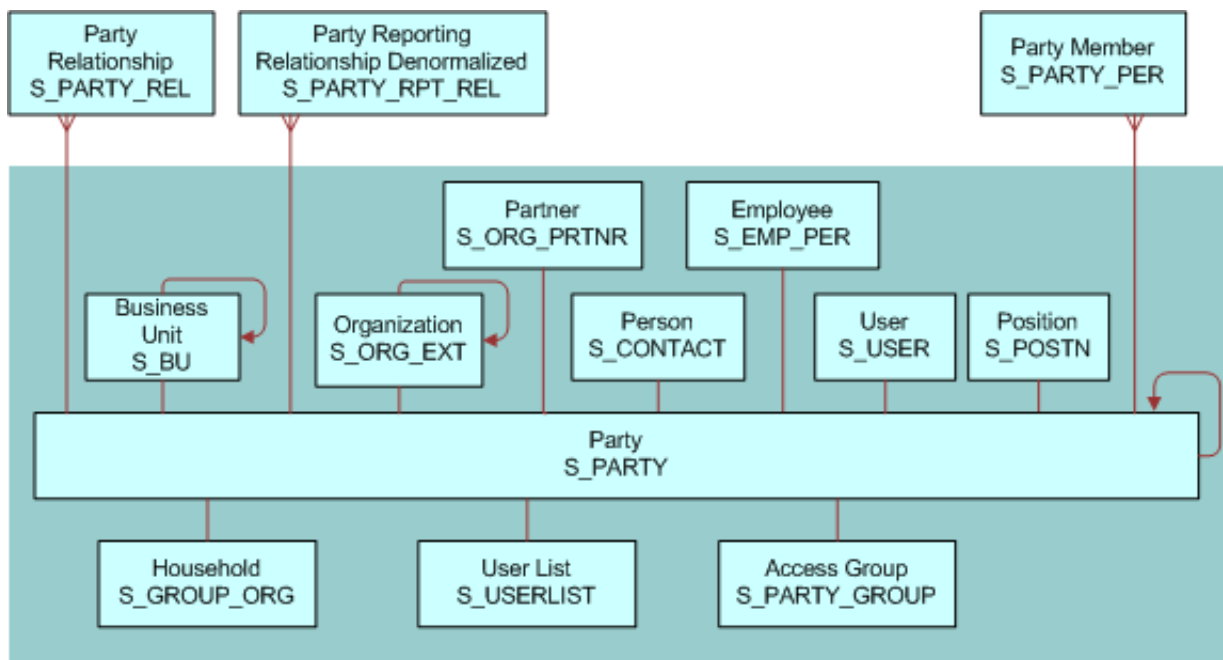 Party
Relationship
S_PARTY_REL
Party Reporting
Relationship Denormalized
S_PARTY_RPT_REL
Party Member
S_PARTY_PER
Partner
S_ORG_PRTNR
Employee
S_EMP_PER
Business
Unit
S_BU
Organization
S_ORG_EXT
Person
S_CONTACT
User
S_USER
Position
S_POSTN
Party
S_PARTY
Household
S_GROUP_ORG
User List
S_USERLIST
Access Group
S_PARTY_GROUP